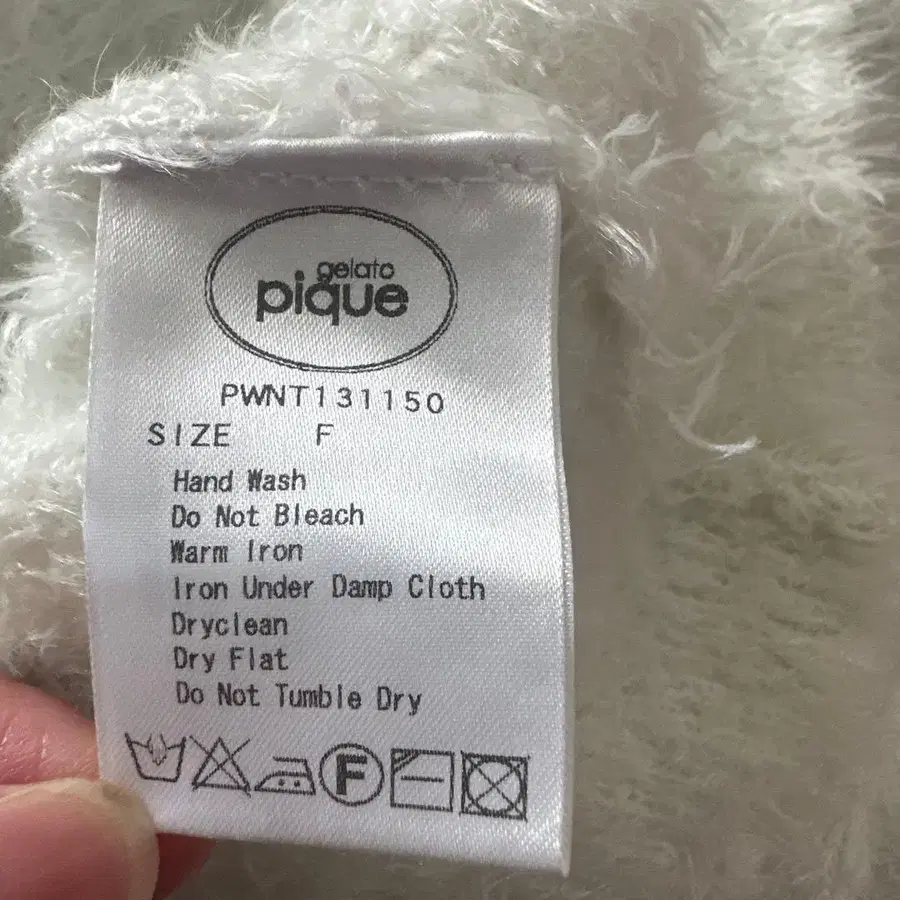 gelato
pique
PWNT131150
SIZE F
Hand Wash
Do Not Bleach
Warm Iron
Iron Under Damp Cloth
Dryclean
Dry Flat
Do Not Tumble Dry
F